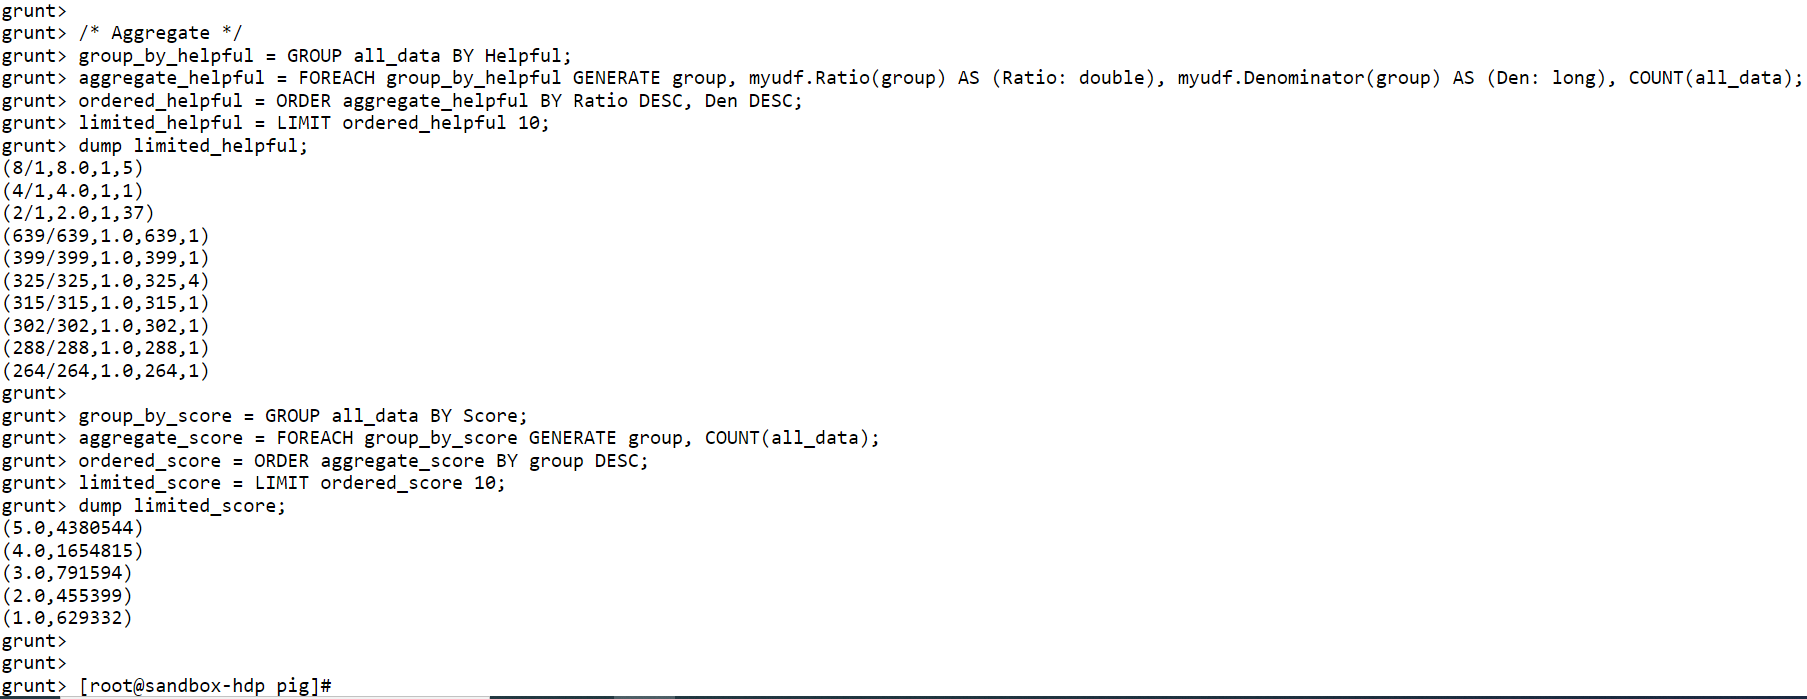 grunt>
grunt> /* Aggregate */
grunt> group_by_helpful = GROUP all_data BY Helpful;
grunt> aggregate_helpful = FOREACH group_by_helpful GENERATE group, myudf.Ratio(group) AS (Ratio: double), myudf.Denominator(group) AS (Den: long), COUNT(all_data);
grunt> ordered_helpful = ORDER aggregate_helpful BY Ratio DESC, Den DESC;
grunt> limited_helpful = LIMIT ordered_helpful 10;
grunt> dump limited_helpful;
(8/1,8.0,1,5)
(4/1,4.0,1,1)
(2/1,2.0,1,37)
(639/639,1.0,639,1)
(399/399,1.0,399,1)
(325/325,1.0,325,4)
(315/315,1.0,315,1)
(302/302,1.0,302,1)
(288/288,1.0,288,1)
(264/264,1.0,264,1)
grunt>
grunt> group_by_score = GROUP all_data BY Score;
grunt> aggregate_score = FOREACH group_by_score GENERATE group, COUNT(all_data);
grunt> ordered_score = ORDER aggregate_score BY group DESC;
grunt> limited_score = LIMIT ordered_score 10;
grunt> dump limited_score;
(5.0,4380544)
(4.0,1654815)
(3.0,791594)
(2.0,455399)
(1.0,629332)
grunt>
grunt>
grunt> [root@sandbox-hdp pig]#